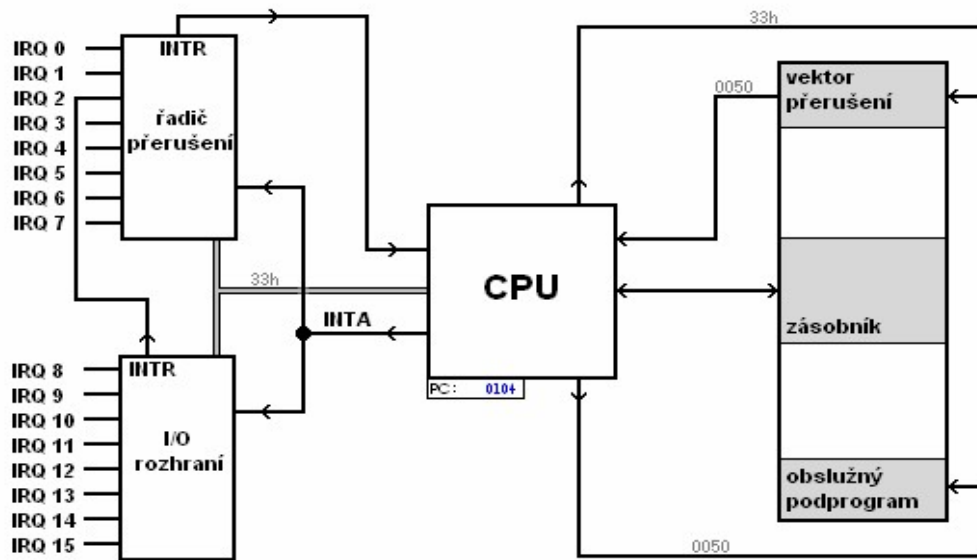 33h
IRQ 0
IRQ 1
IRQ 2
IRQ 3
IRQ 4
IRQ 5
IRQ 6
IRQ 7
INTR
řadič
přerušení
0050
vektor
přerušení
33h
CPU
INTA
PC: 0104
zásobník
IRQ 8
IRQ 9
IRQ 10
IRQ 11
IRQ 12
IRQ 13
IRQ 14
IRQ 15
INTR
I/O
rozhraní
obslužný
podprogram
0050